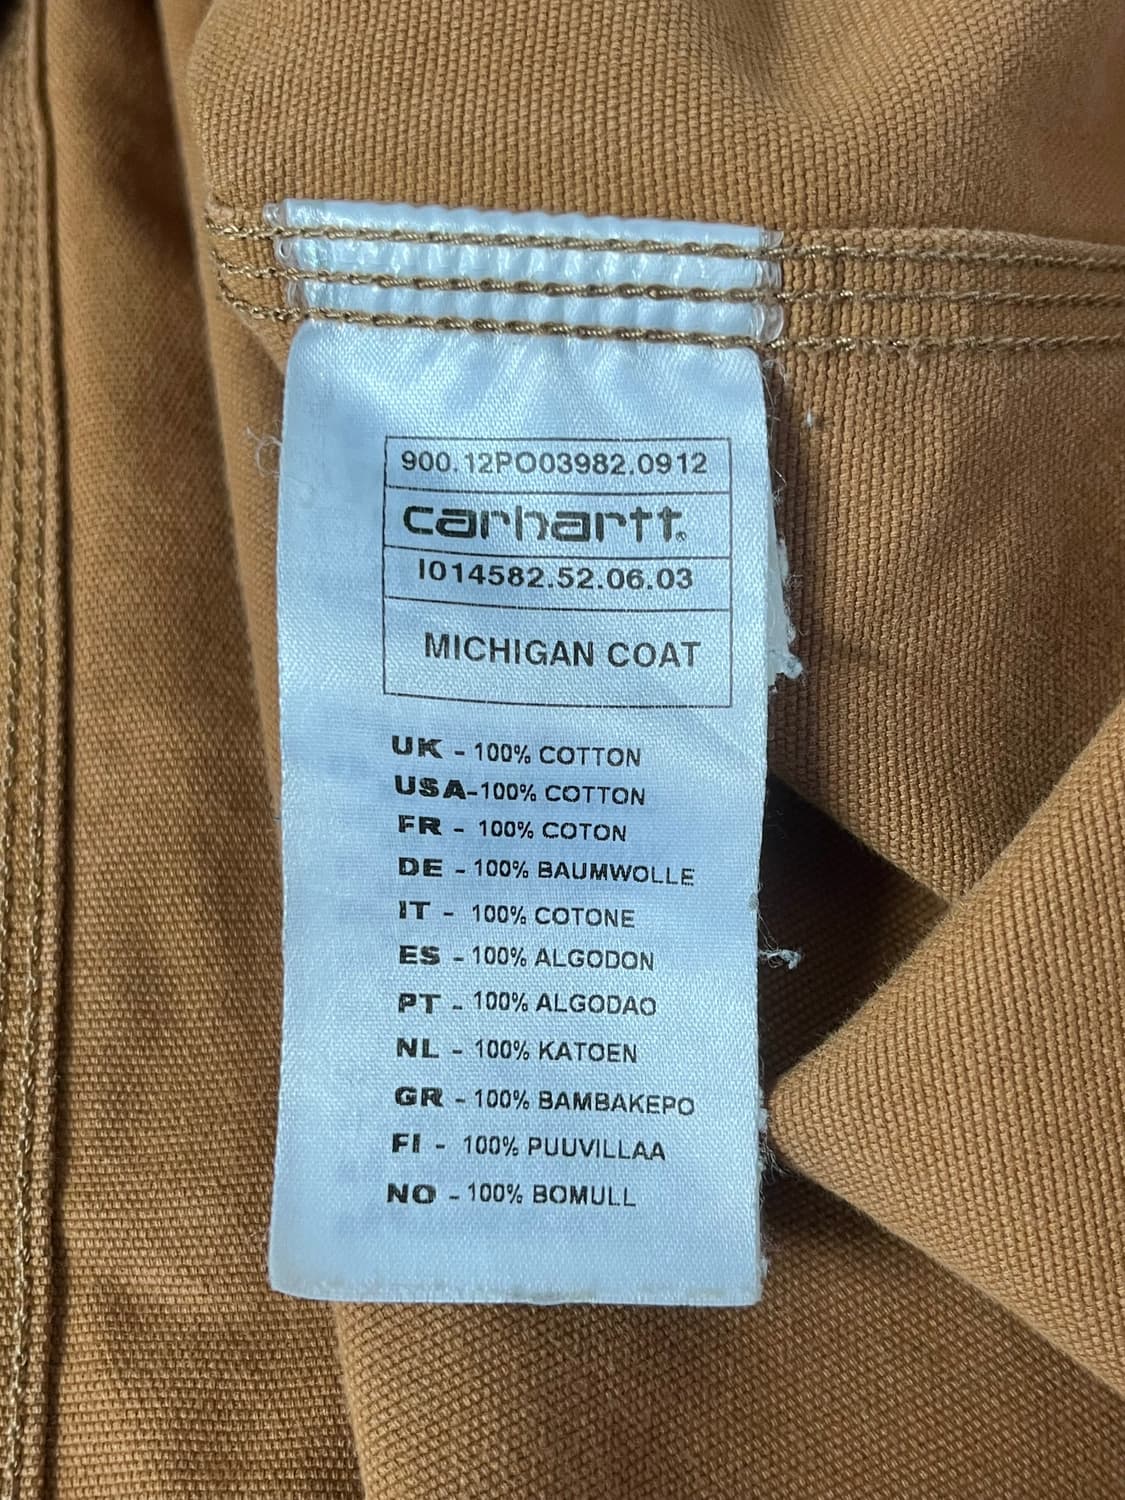 900.12PO03982.0912
carhartt®
I014582.52.06.03
MICHIGAN COAT
UK - 100% COTTON
USA-100% COTTON
FR - 100% COTON
DE - 100% BAUMWOLLE
IT - 100% COTONE
ES - 100% ALGODON
PT - 100% ALGODAO
NL - 100% KATOEN
GR - 100% BAMBAKEPO
FI - 100% PUUVILLAA
NO - 100% BOMULL